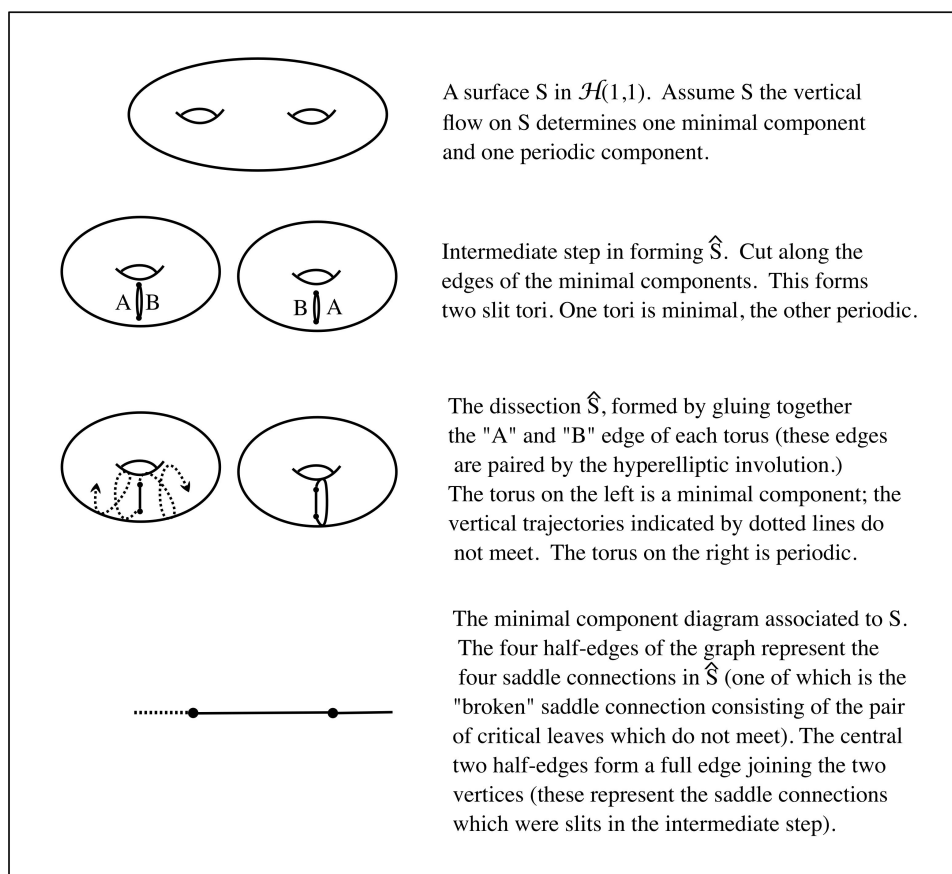 A surface S in ℋ(1,1). Assume S the vertical
flow on S determines one minimal component
and one periodic component.
A B
B A
Intermediate step in forming Ŝ. Cut along the
edges of the minimal components. This forms
two slit tori. One tori is minimal, the other periodic.
The dissection Ŝ, formed by gluing together
the "A" and "B" edge of each torus (these edges
are paired by the hyperelliptic involution.)
The torus on the left is a minimal component; the
vertical trajectories indicated by dotted lines do
not meet. The torus on the right is periodic.
The minimal component diagram associated to S.
The four half-edges of the graph represent the
four saddle connections in Ŝ (one of which is the
"broken" saddle connection consisting of the pair
of critical leaves which do not meet). The central
two half-edges form a full edge joining the two
vertices (these represent the saddle connections
which were slits in the intermediate step).